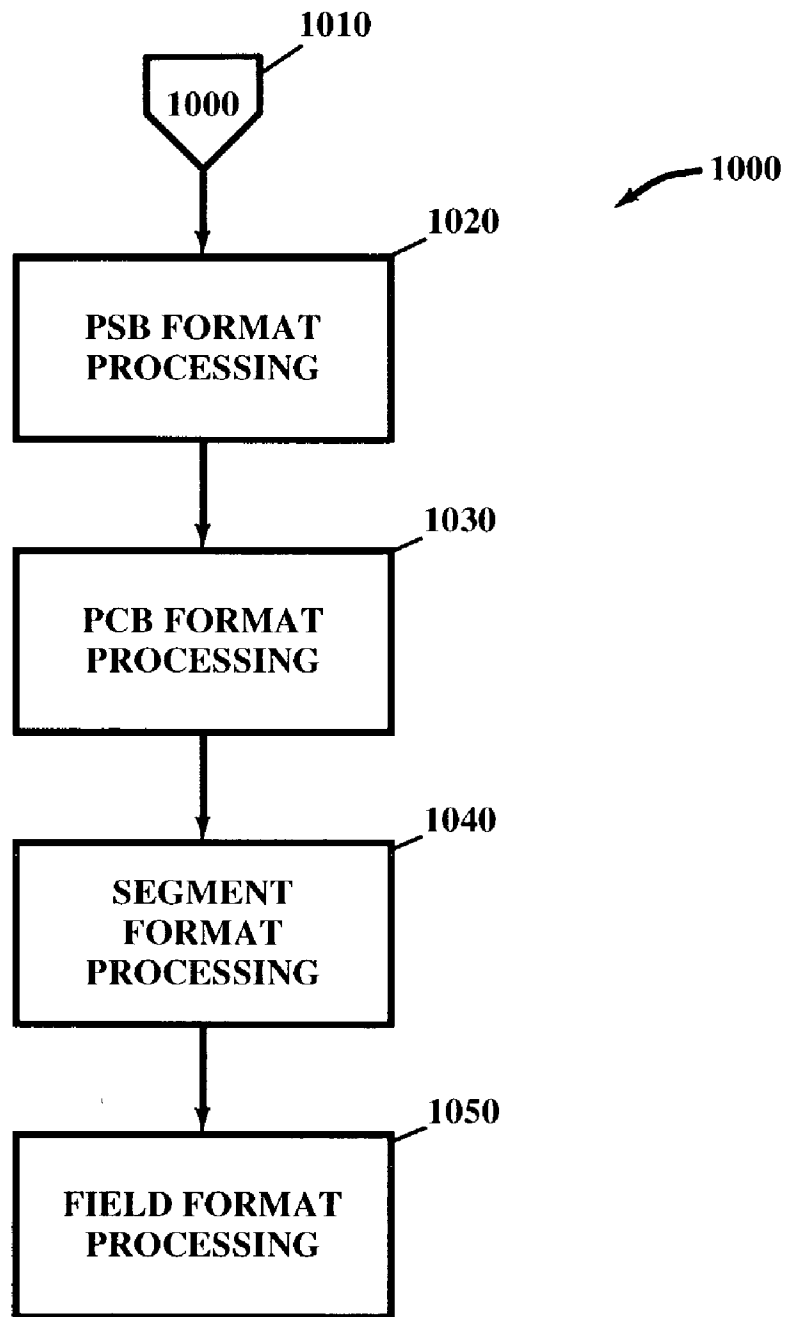 1010
1000
1000
1020
PSB FORMAT
PROCESSING
1030
PCB FORMAT
PROCESSING
1040
SEGMENT
FORMAT
PROCESSING
1050
FIELD FORMAT
PROCESSING